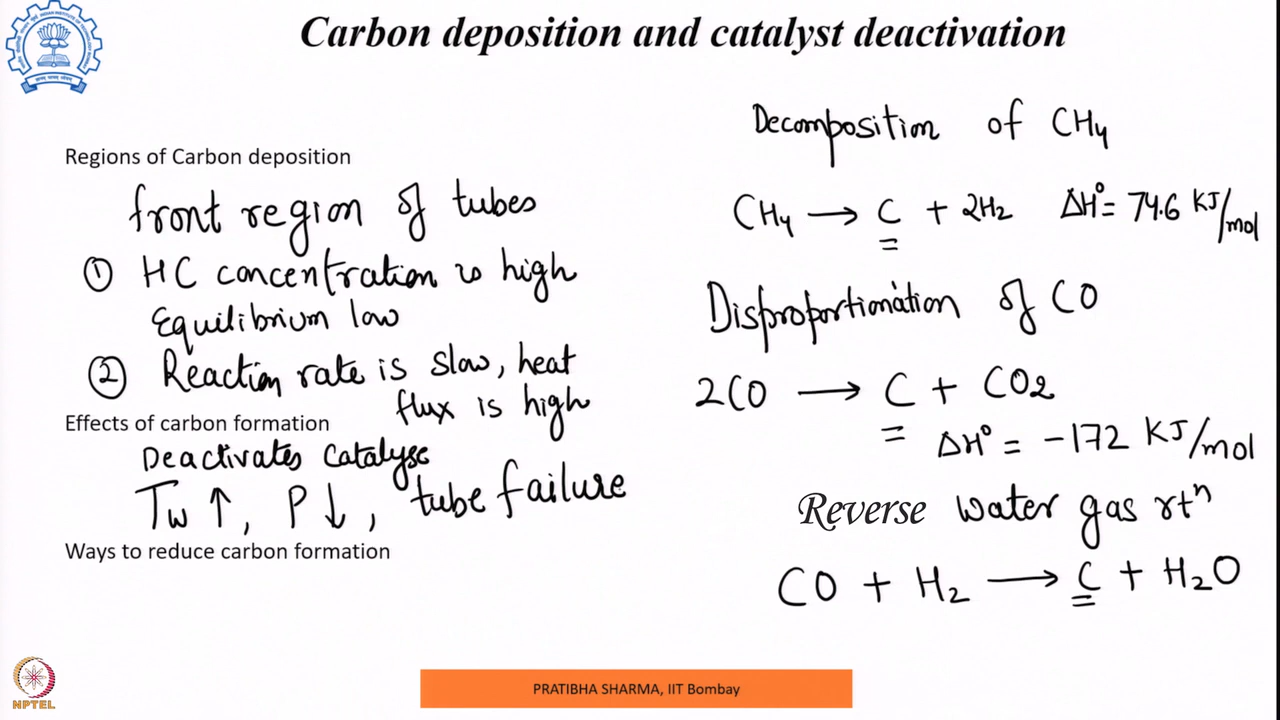 Carbon deposition and catalyst deactivation
Regions of Carbon deposition
front region of tubes
① HC concentration is high
Equilibrium low
② Reaction rate is slow, heat
flux is high
Effects of carbon formation
Deactivates catalyse
Tw ↑, P ↓, tube failure
Ways to reduce carbon formation
Decomposition of CH4
CH4 → C + 2H2 ΔH° = 74.6 KJ/mol
Disproportionation of CO
2CO → C + CO2
ΔH° = -172 KJ/mol
Reverse water gas rtⁿ
CO + H2 → C + H2O
NPTEL
PRATIBHA SHARMA, IIT Bombay